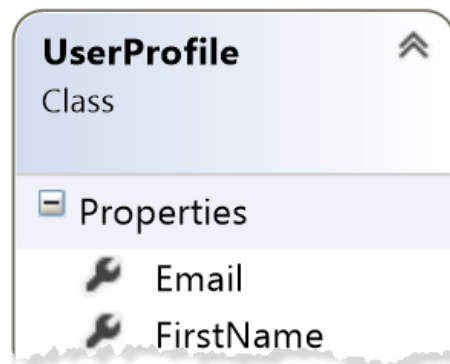 UserProfile
Class
Properties
Email
FirstName